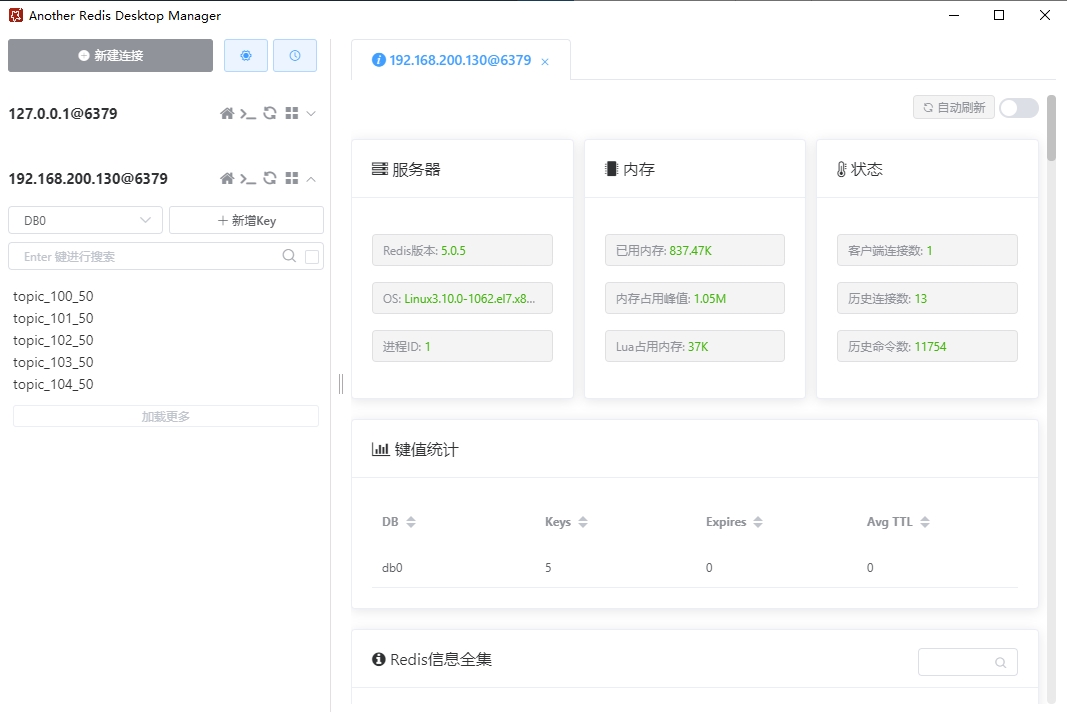 Another Redis Desktop Manager
新建连接
127.0.0.1@6379
192.168.200.130@6379
DB0
新增Key
Enter 键进行搜索
topic_100_50
topic_101_50
topic_102_50
topic_103_50
topic_104_50
加载更多
192.168.200.130@6379
自动刷新
服务器
Redis版本: 5.0.5
OS: Linux3.10.0-1062.el7.x8...
进程ID: 1
内存
已用内存: 837.47K
内存占用峰值: 1.05M
Lua占用内存: 37K
状态
客户端连接数: 1
历史连接数: 13
历史命令数: 11754
键值统计
DB Keys Expires Avg TTL
db0 5 0 0
Redis信息全集